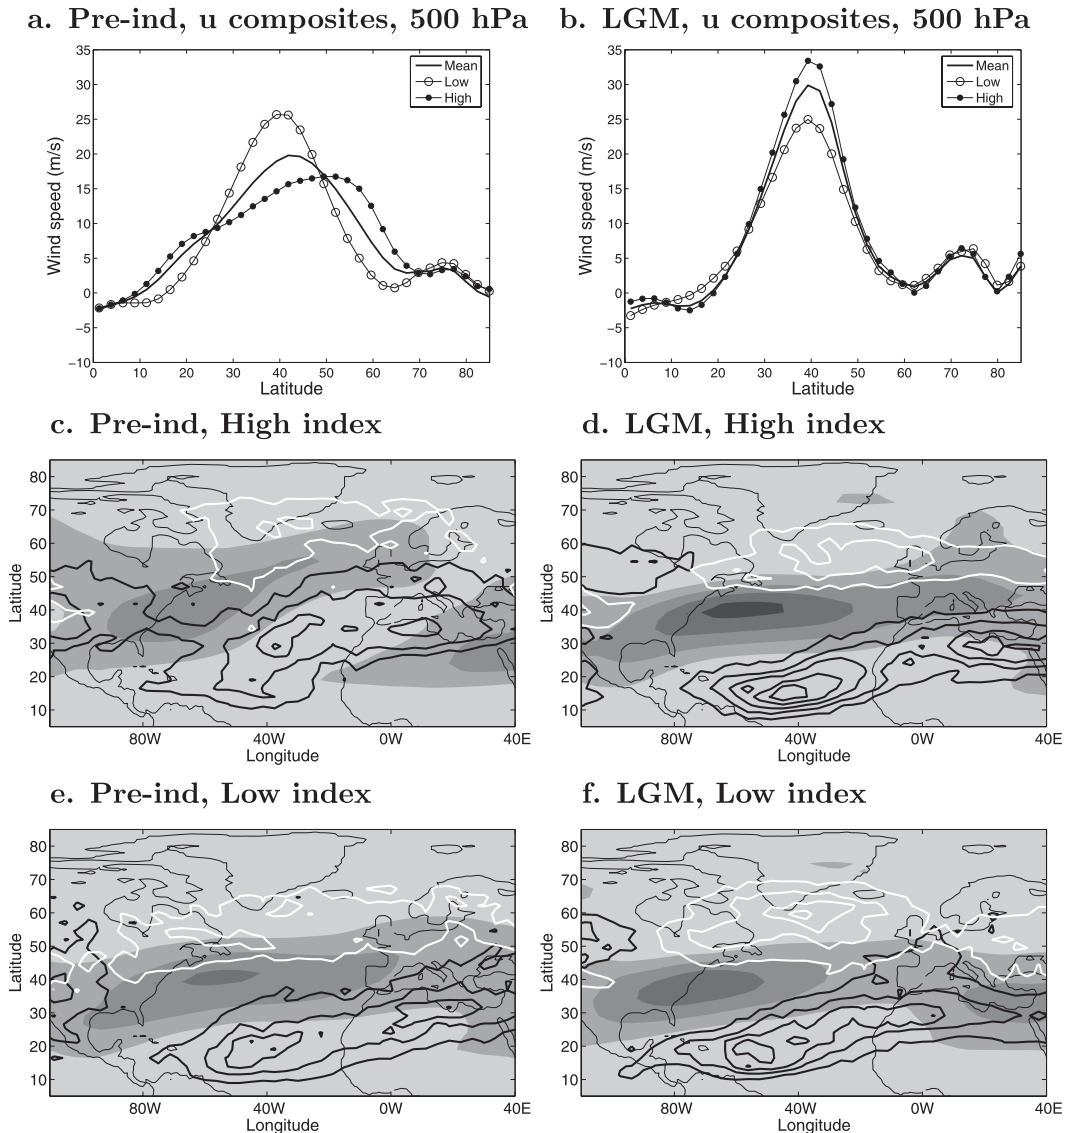 a. Pre-ind, u composites, 500 hPa
b. LGM, u composites, 500 hPa
35
30
25
20
15
10
5
0
−5
−10
Wind speed (m/s)
Mean
Low
High
0 10 20 30 40 50 60 70 80
Latitude
35
30
25
20
15
10
5
0
−5
−10
Wind speed (m/s)
Mean
Low
High
0 10 20 30 40 50 60 70 80
Latitude
c. Pre-ind, High index
d. LGM, High index
80
70
60
50
40
30
20
10
Latitude
80W 40W 0W 40E
Longitude
80
70
60
50
40
30
20
10
Latitude
80W 40W 0W 40E
Longitude
e. Pre-ind, Low index
f. LGM, Low index
80
70
60
50
40
30
20
10
Latitude
80W 40W 0W 40E
Longitude
80
70
60
50
40
30
20
10
Latitude
80W 40W 0W 40E
Longitude